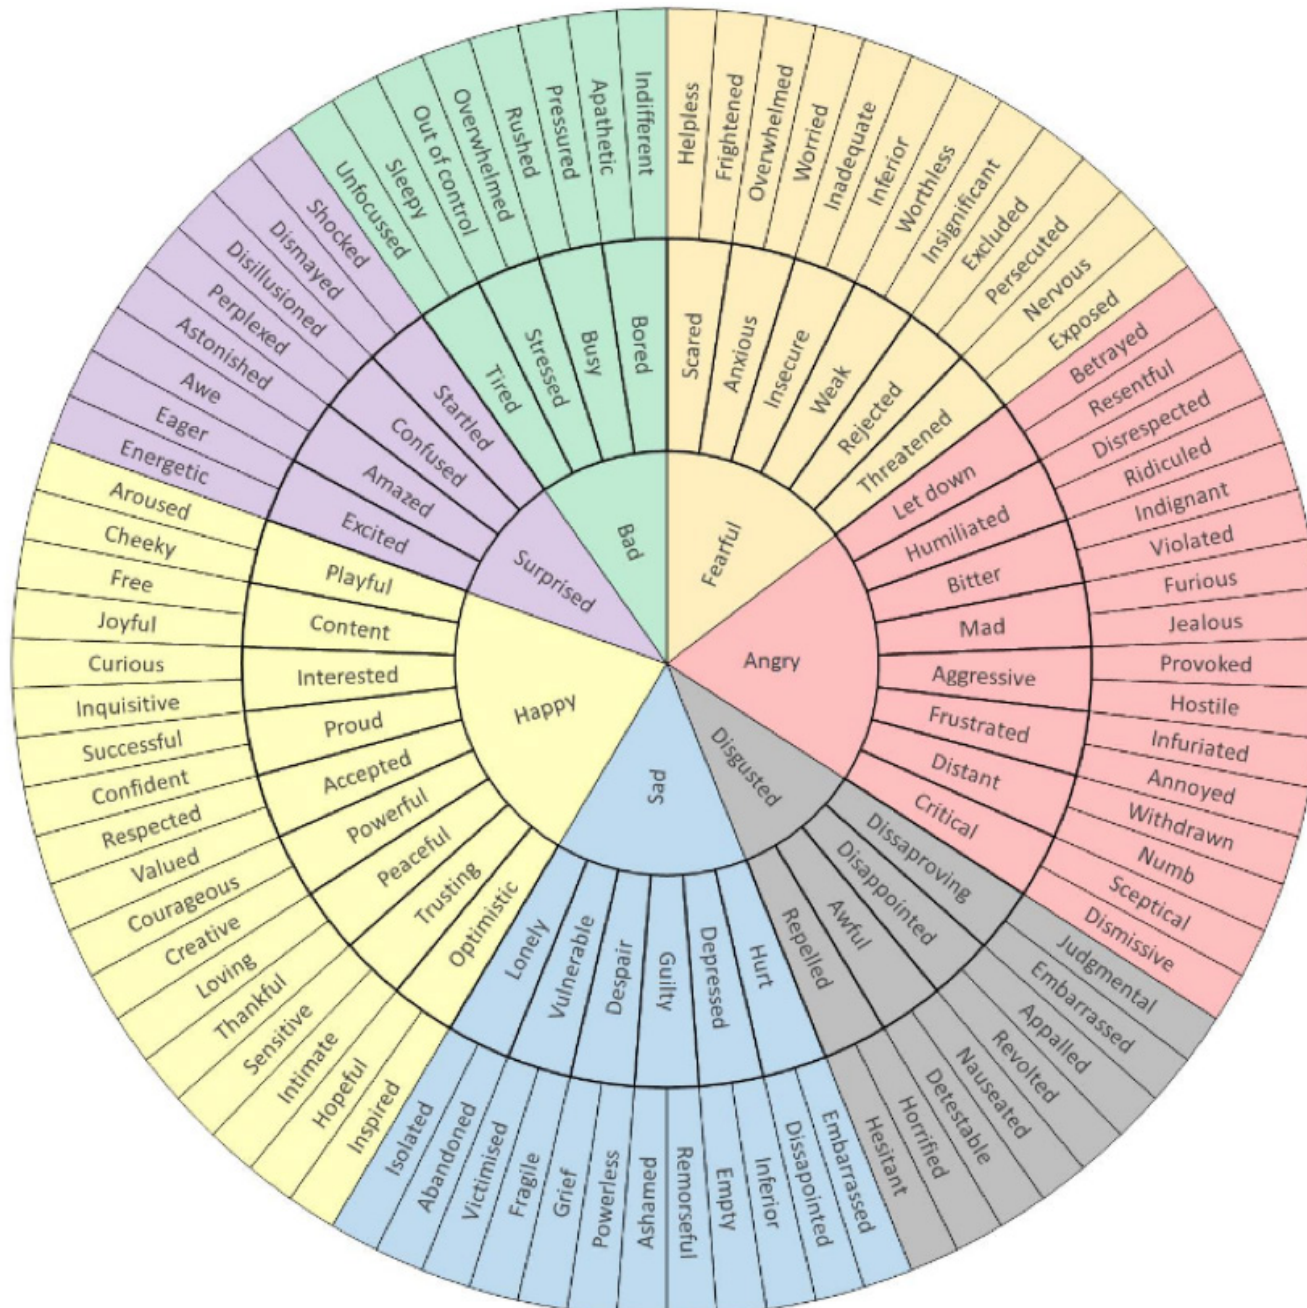 Fearful
Scared
Helpless
Frightened
Anxious
Overwhelmed
Worried
Insecure
Inadequate
Inferior
Weak
Worthless
Insignificant
Rejected
Excluded
Persecuted
Threatened
Nervous
Exposed
Angry
Let down
Betrayed
Resentful
Humiliated
Disrespected
Ridiculed
Bitter
Indignant
Violated
Mad
Furious
Jealous
Aggressive
Provoked
Hostile
Frustrated
Infuriated
Annoyed
Distant
Withdrawn
Numb
Critical
Sceptical
Dismissive
Disgusted
Dissaproving
Judgmental
Embarrassed
Disappointed
Appalled
Revolted
Awful
Nauseated
Detestable
Repelled
Horrified
Hesitant
Sad
Hurt
Embarrassed
Dissapointed
Depressed
Inferior
Empty
Guilty
Remorseful
Ashamed
Despair
Powerless
Grief
Vulnerable
Fragile
Victimised
Lonely
Abandoned
Isolated
Happy
Optimistic
Inspired
Hopeful
Trusting
Intimate
Sensitive
Peaceful
Thankful
Loving
Powerful
Creative
Courageous
Accepted
Valued
Respected
Proud
Confident
Successful
Interested
Inquisitive
Curious
Content
Joyful
Free
Playful
Cheeky
Aroused
Surprised
Excited
Energetic
Eager
Amazed
Awe
Astonished
Confused
Perplexed
Disillusioned
Startled
Dismayed
Shocked
Bad
Tired
Unfocussed
Sleepy
Stressed
Out of control
Overwhelmed
Busy
Rushed
Pressured
Bored
Apathetic
Indifferent